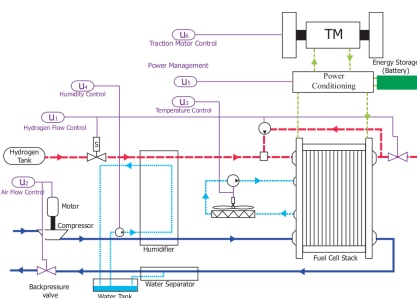 u₆
Traction Motor Control
TM
Power Management
Energy Storage
(Battery)
u₅
Power
Conditioning
u₄
Humidity Control
u₃
Temperature Control
u₁
Hydrogen Flow Control
S
Hydrogen
Tank
u₂
Air Flow Control
Motor
Compressor
Humidifier
Fuel Cell Stack
Backpressure
valve
Water Tank
Water Separator